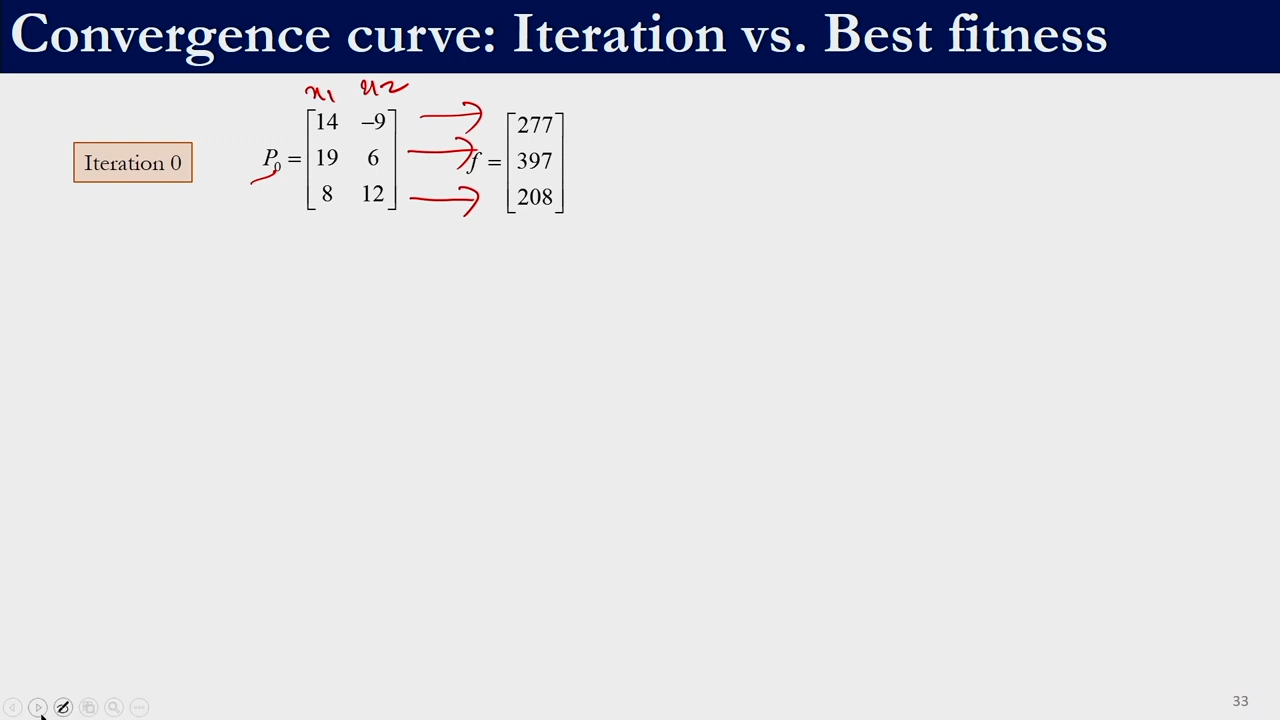 Convergence curve: Iteration vs. Best fitness
x1 x2
Iteration 0
P0 = [14 −9
19 6
8 12]
f = [277
397
208]
33